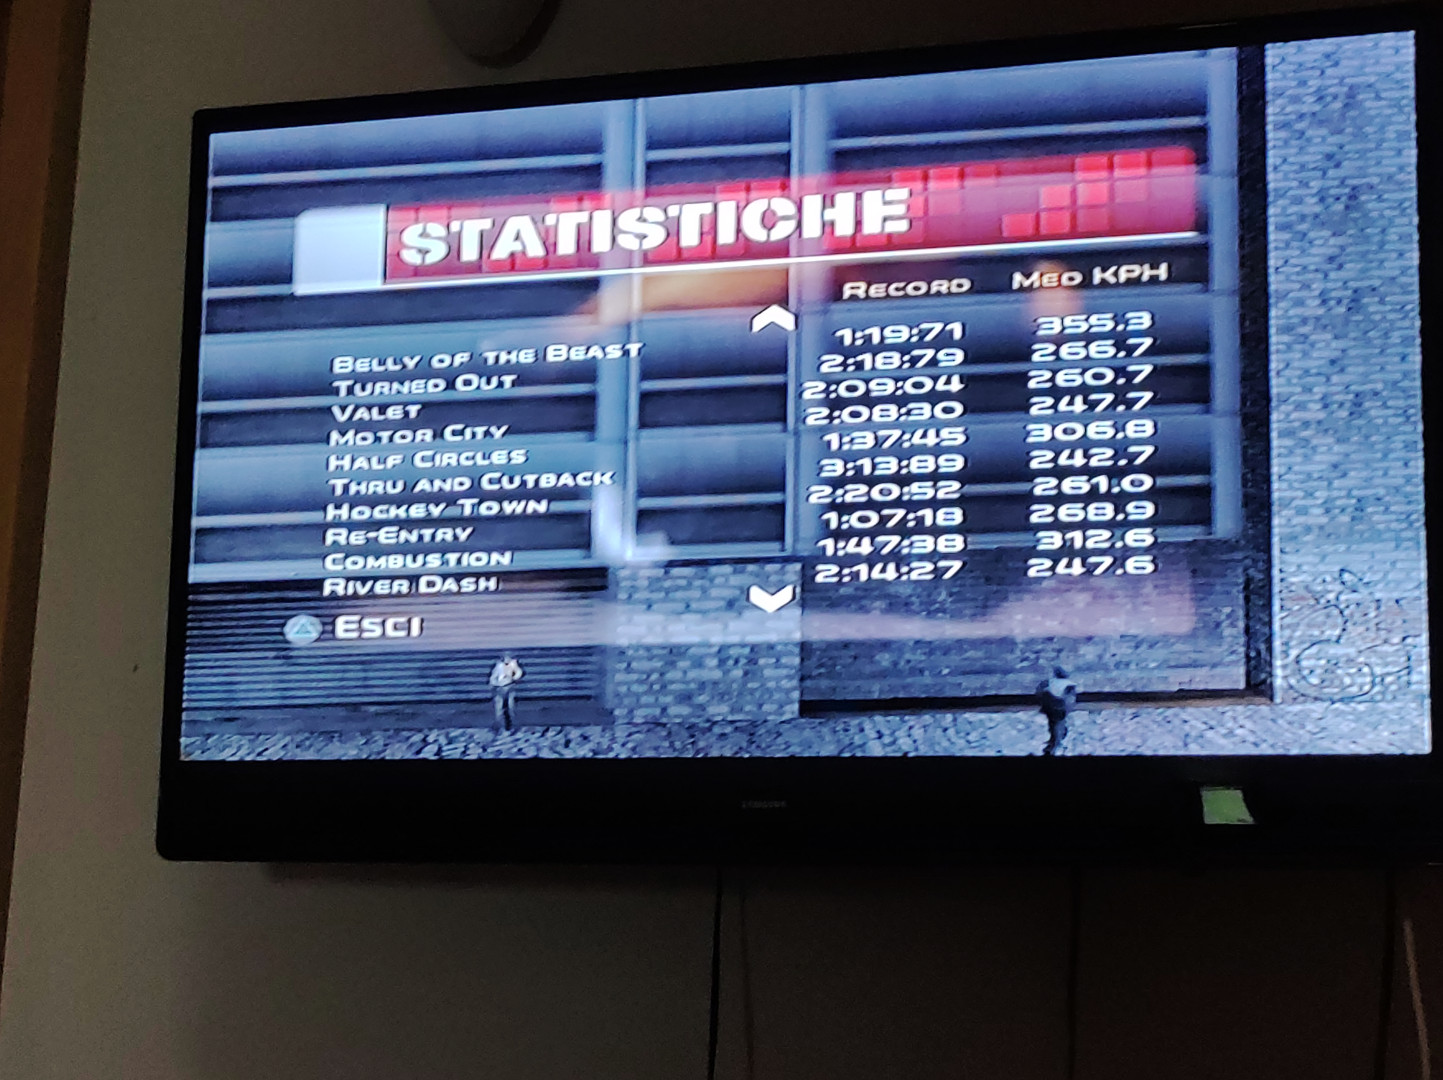 STATISTICHE
RECORD MED KPH
BELLY OF THE BEAST 1:19:71 355.3
TURNED OUT 2:18:79 266.7
VALET 2:09:04 260.7
MOTOR CITY 2:08:30 247.7
HALF CIRCLES 1:37:45 306.8
THRU AND CUTBACK 3:13:89 242.7
HOCKEY TOWN 2:20:52 261.0
RE-ENTRY 1:07:18 268.9
COMBUSTION 1:47:38 312.6
RIVER DASH 2:14:27 247.6
ESCI
SAMSUNG